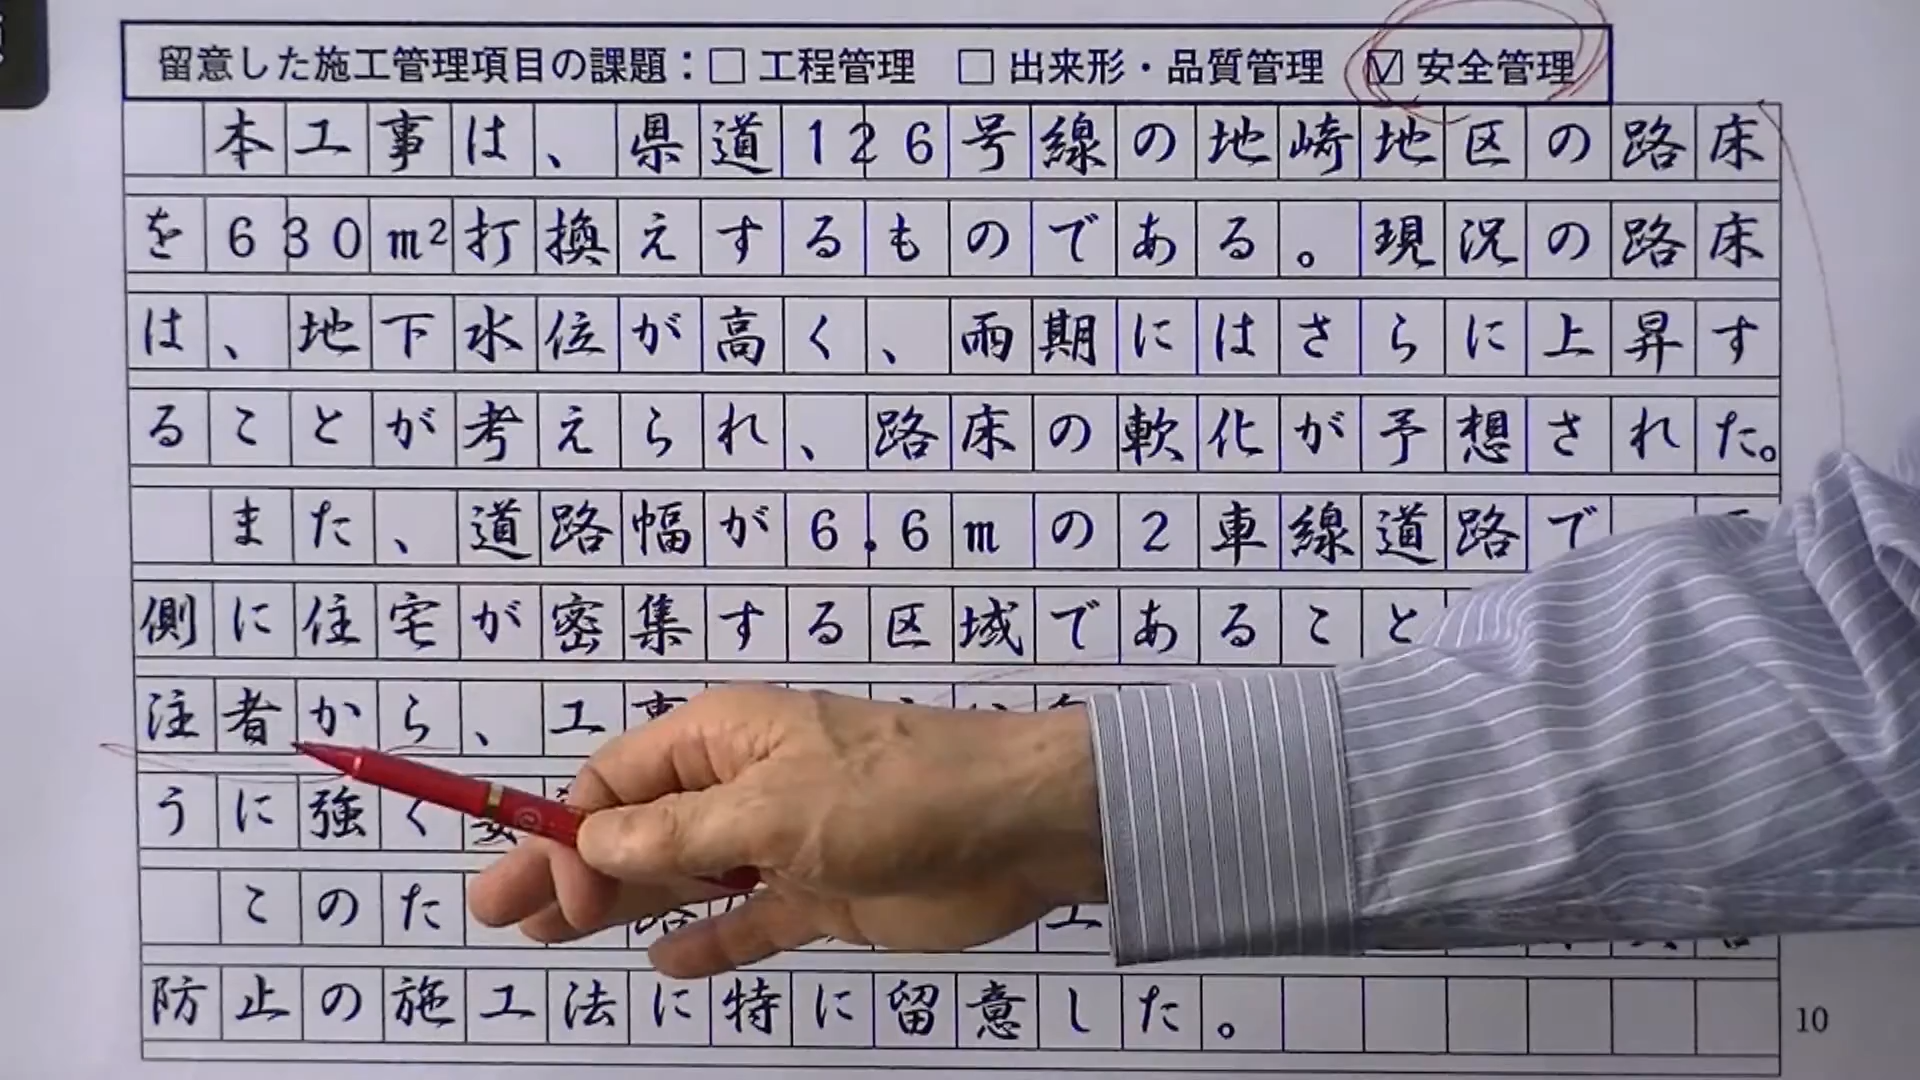 留意した施工管理項目の課題：□ 工程管理 □ 出来形・品質管理 ☑ 安全管理
本工事は、県道126号線の地崎地区の路床
を630m²打換えするものである。現況の路床
は、地下水位が高く、雨期にはさらに上昇す
ることが考えられ、路床の軟化が予想された。
また、道路幅が6.6mの2車線道路で
側に住宅が密集する区域であること
注者から、工事
うに強く
このた
防止の施工法に特に留意した。
10